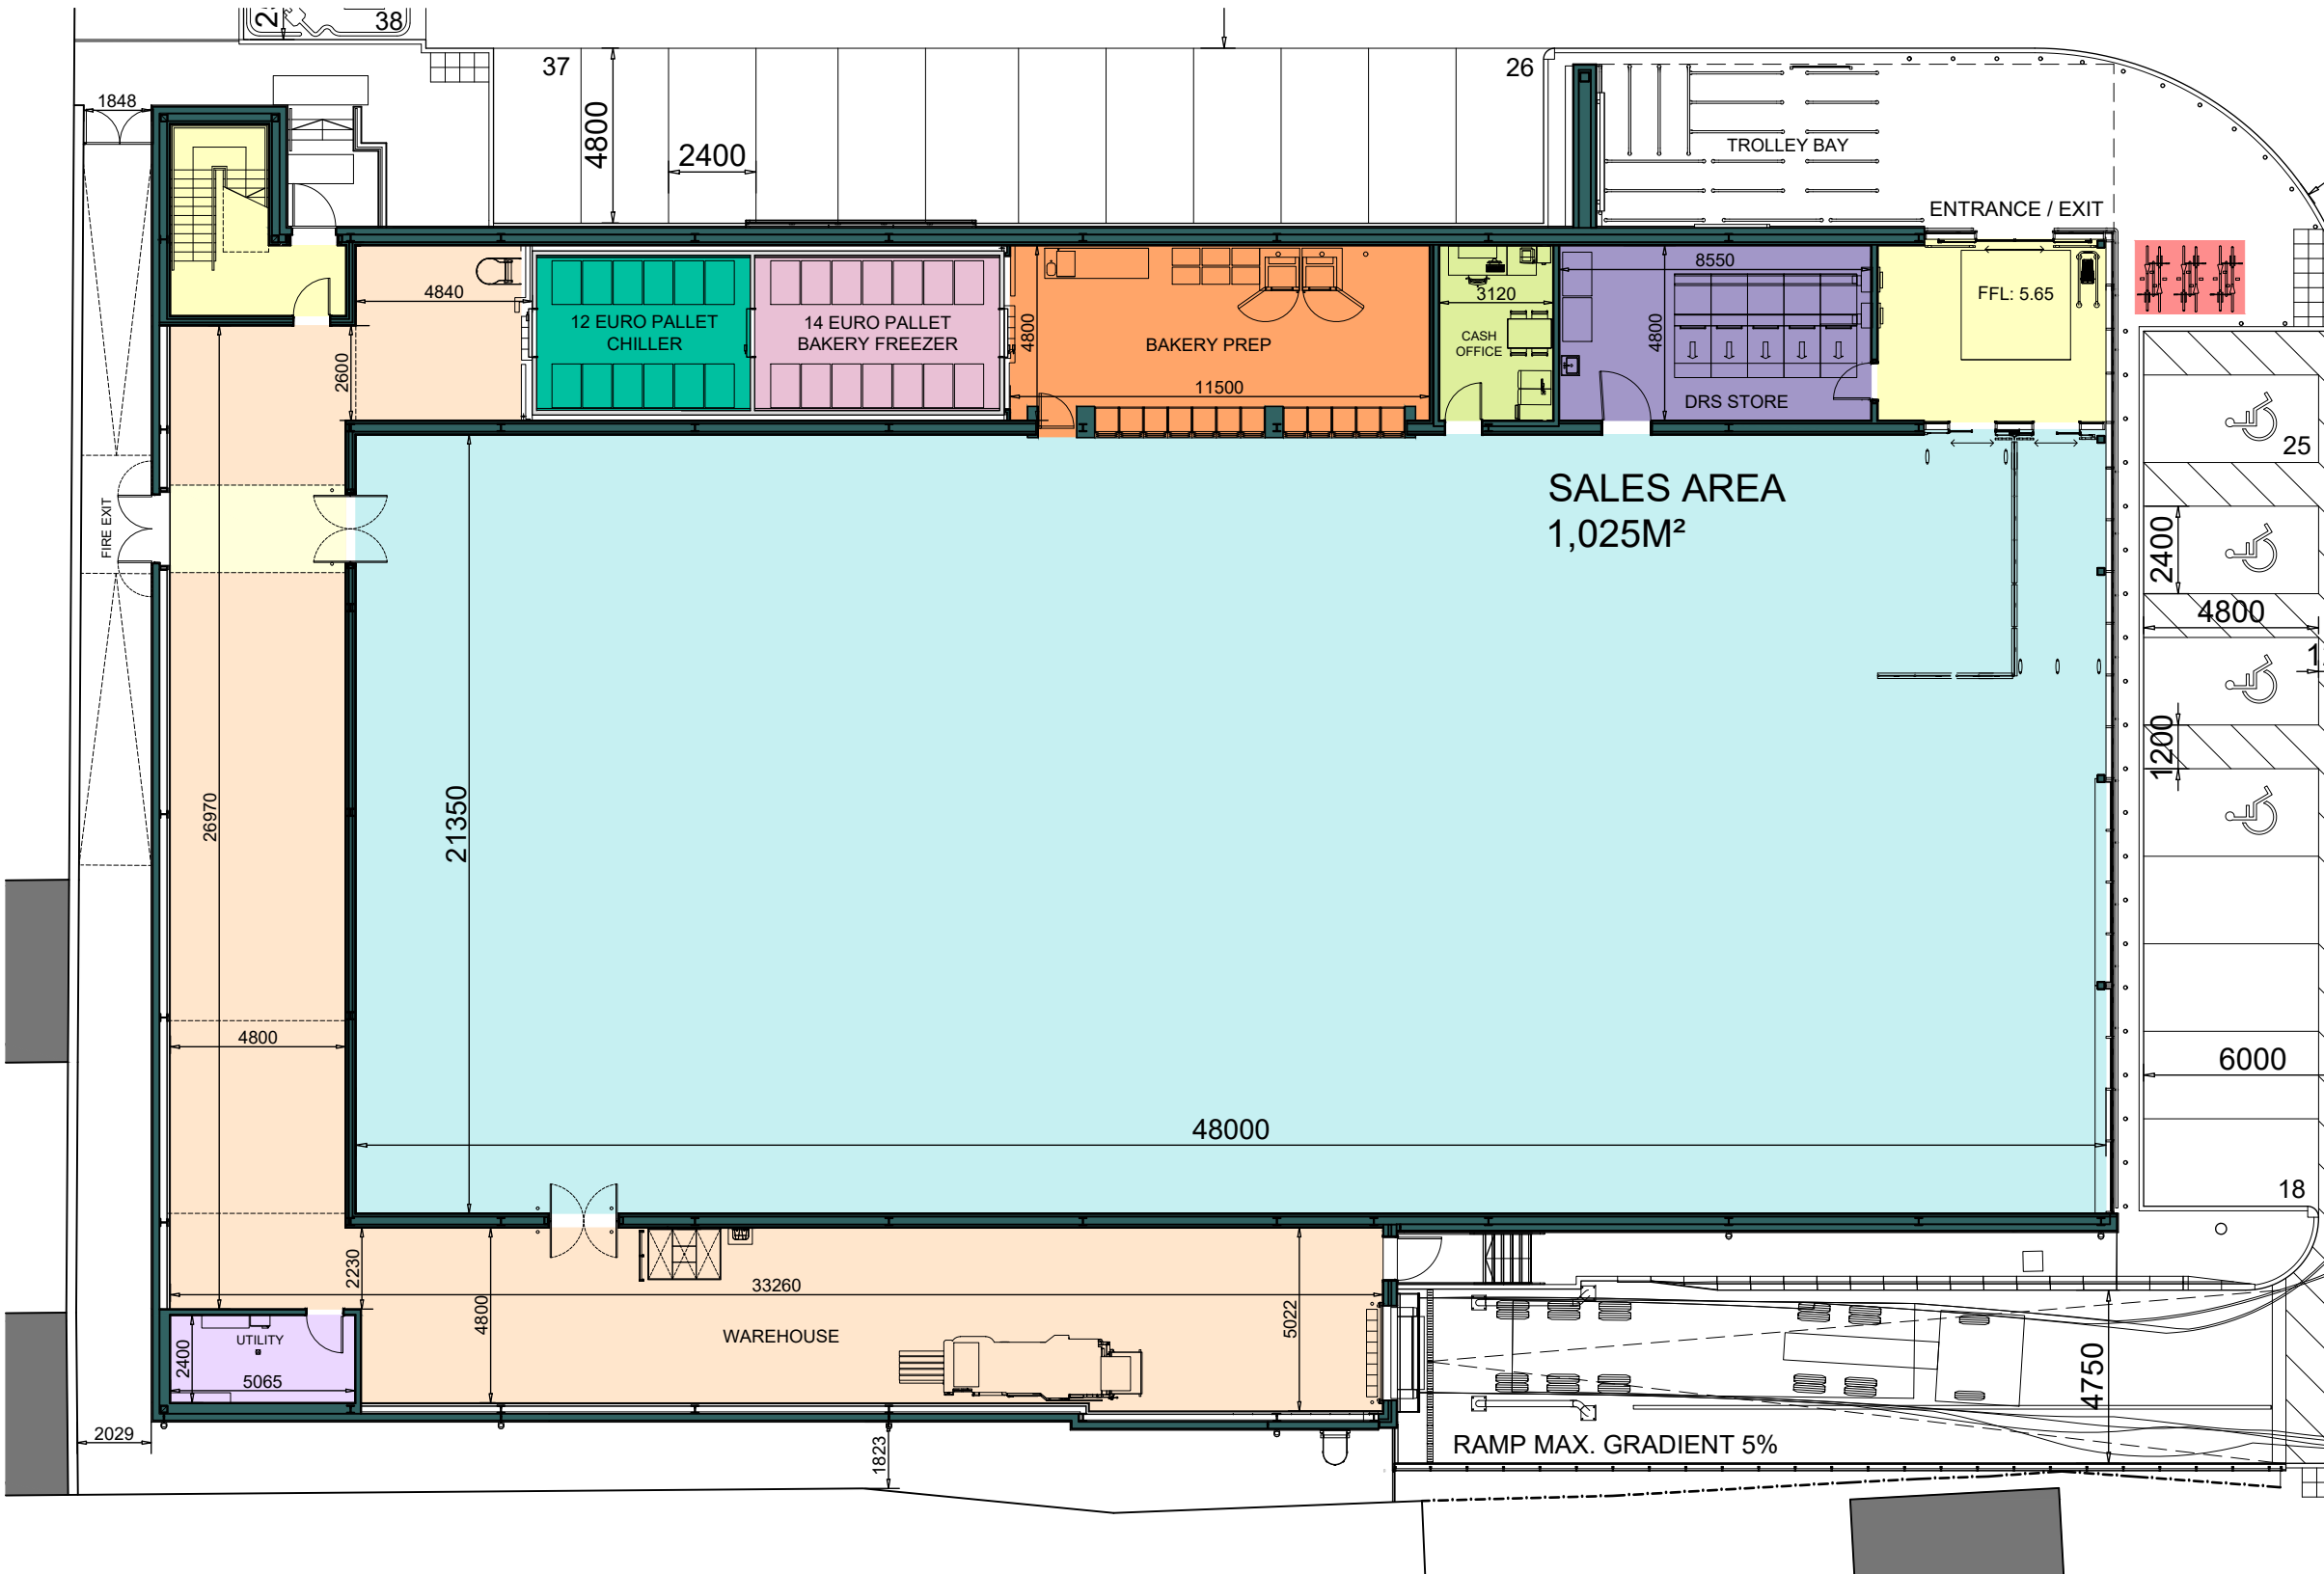 38
37
26
1848
4800
2400
TROLLEY BAY
ENTRANCE / EXIT
8550
4840
3120
FFL: 5.65
12 EURO PALLET
CHILLER
14 EURO PALLET
BAKERY FREEZER
4800
BAKERY PREP
CASH
OFFICE
4800
2600
11500
DRS STORE
25
SALES AREA
1,025M²
FIRE EXIT
2400
4800
1200
21350
26970
4800
6000
48000
18
2230
33260
4800
5022
UTILITY
WAREHOUSE
2400
5065
4750
2029
1823
RAMP MAX. GRADIENT 5%